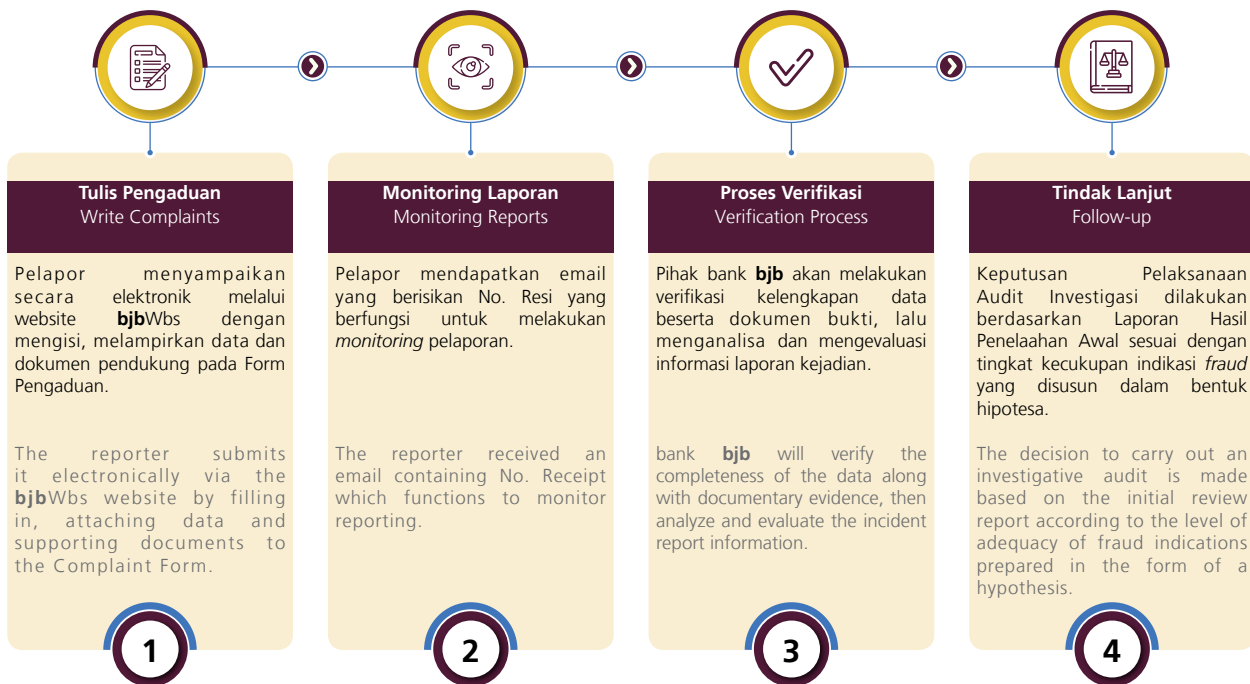 Tulis Pengaduan
Write Complaints
Pelapor menyampaikan
secara elektronik melalui
website bjbWbs dengan
mengisi, melampirkan data dan
dokumen pendukung pada Form
Pengaduan.
The reporter submits
it electronically via the
bjbWbs website by filling
in, attaching data and
supporting documents to
the Complaint Form.
1
Monitoring Laporan
Monitoring Reports
Pelapor mendapatkan email
yang berisikan No. Resi yang
berfungsi untuk melakukan
monitoring pelaporan.
The reporter received an
email containing No. Receipt
which functions to monitor
reporting.
2
Proses Verifikasi
Verification Process
Pihak bank bjb akan melakukan
verifikasi kelengkapan data
beserta dokumen bukti, lalu
menganalisa dan mengevaluasi
informasi laporan kejadian.
bank bjb will verify the
completeness of the data along
with documentary evidence, then
analyze and evaluate the incident
report information.
3
Tindak Lanjut
Follow-up
Keputusan Pelaksanaan
Audit Investigasi dilakukan
berdasarkan Laporan Hasil
Penelaahan Awal sesuai dengan
tingkat kecukupan indikasi fraud
yang disusun dalam bentuk
hipotesa.
The decision to carry out an
investigative audit is made
based on the initial review
report according to the level of
adequacy of fraud indications
prepared in the form of a
hypothesis.
4